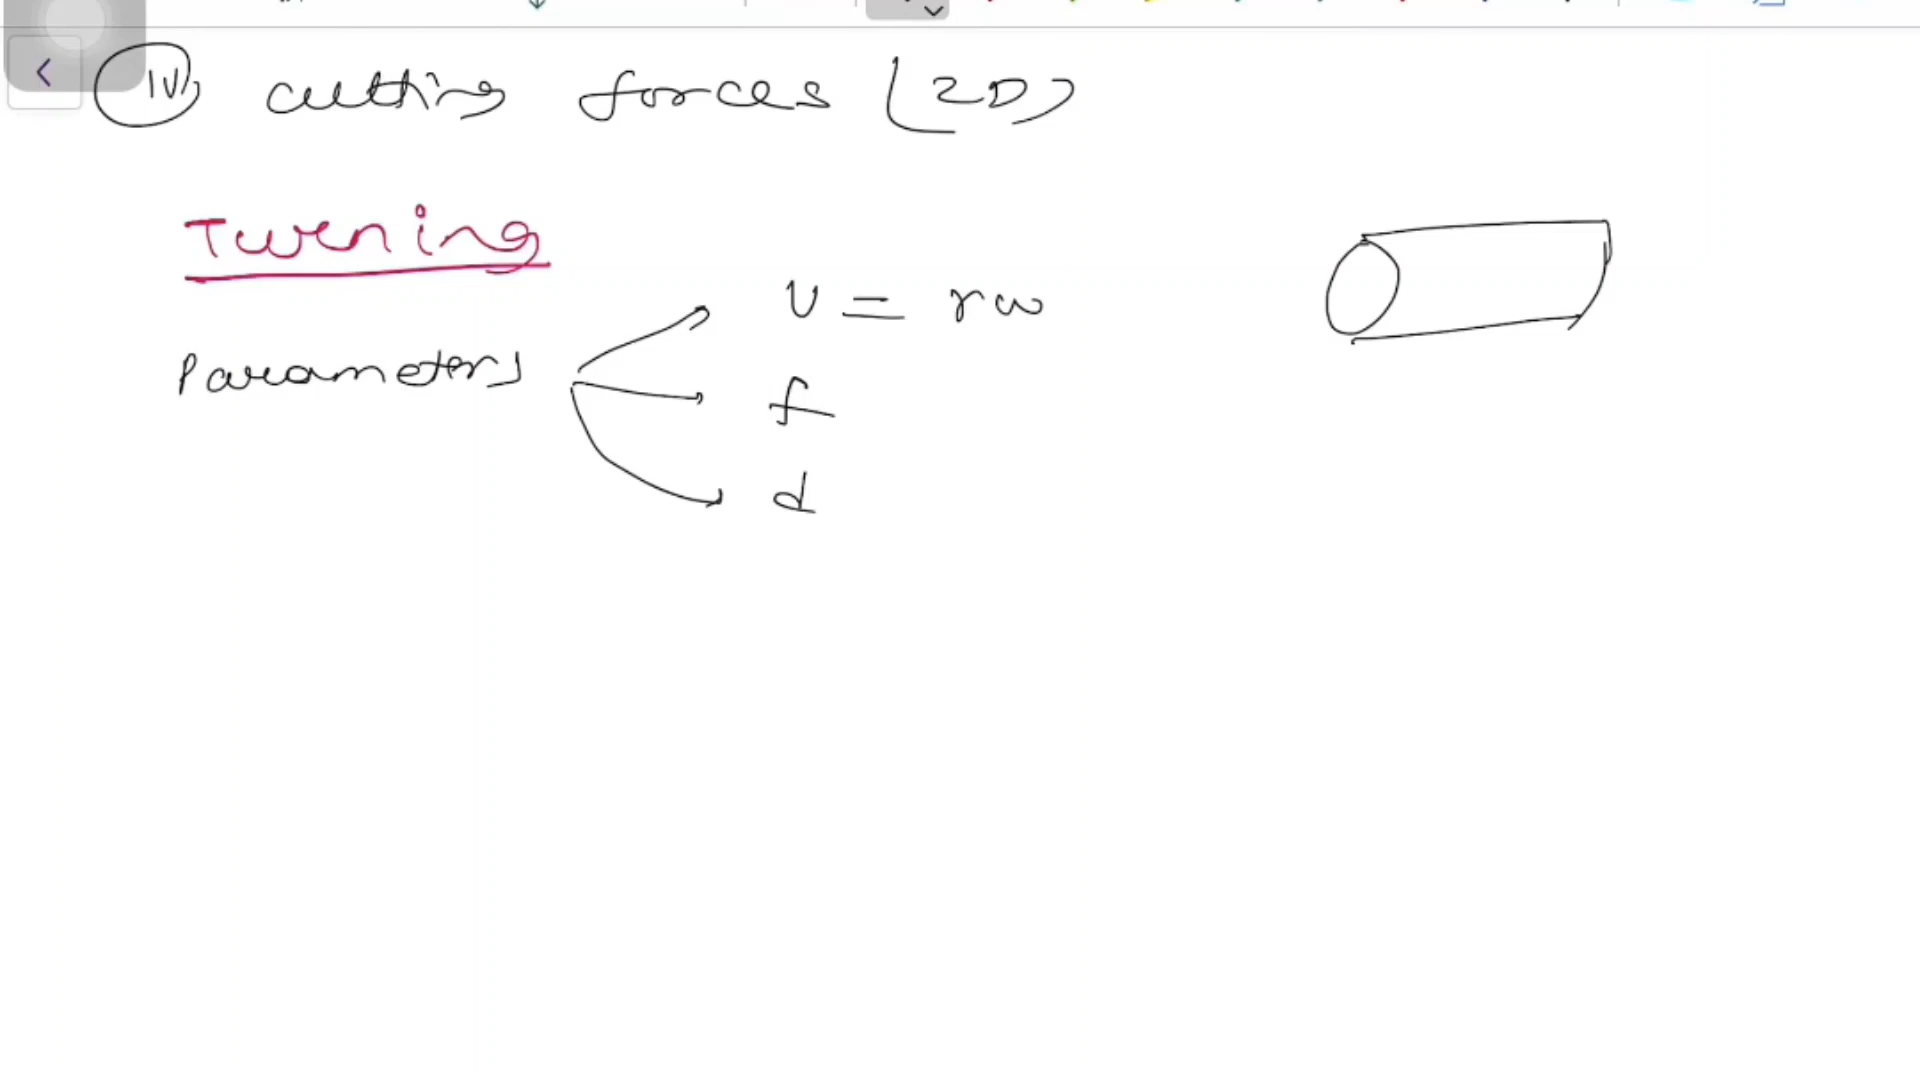 (iv) cutting forces (2D)
Turning
v = rω
Parameters
f
d